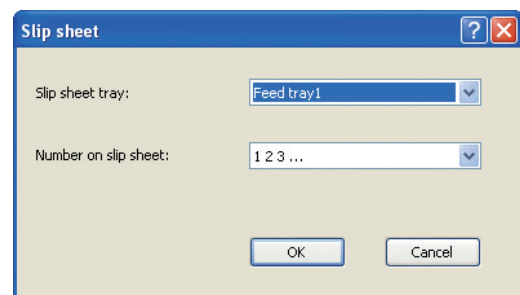 Slip sheet
Slip sheet tray: Feed tray1
Number on slip sheet: 1 2 3 ...
OK Cancel